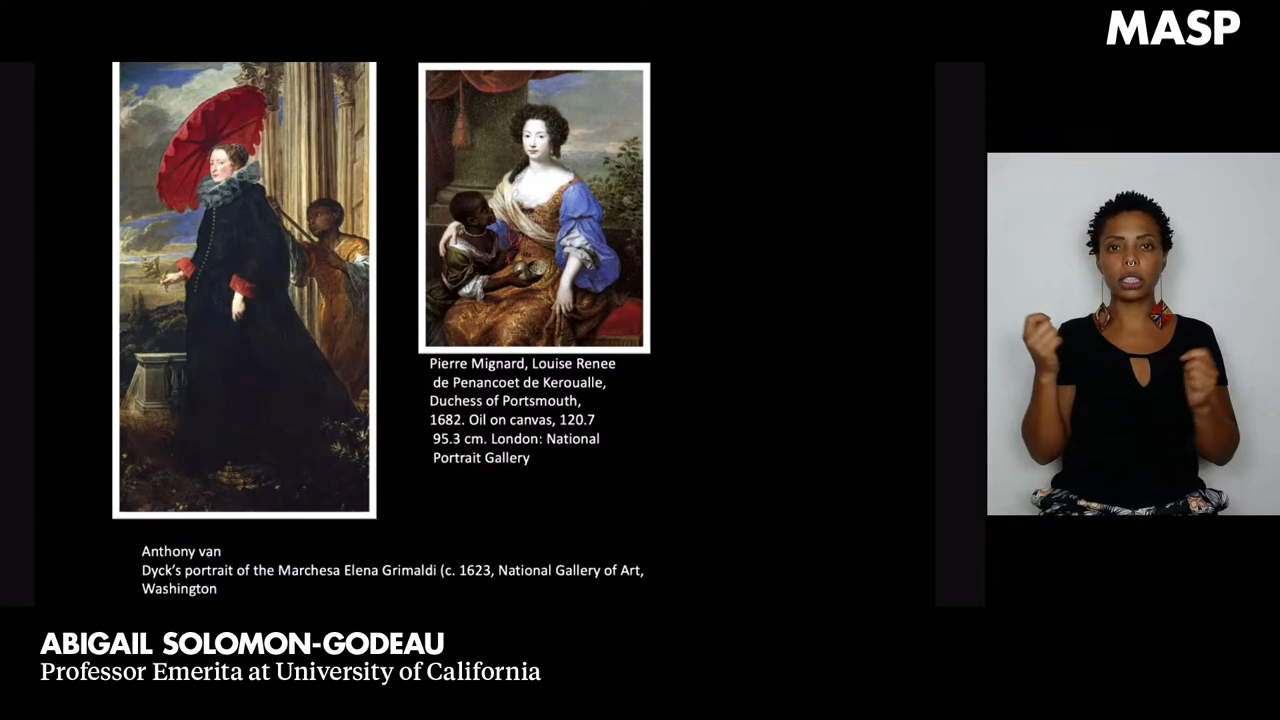 MASP
Pierre Mignard, Louise Renee
de Penancoet de Keroualle,
Duchess of Portsmouth,
1682. Oil on canvas, 120.7
95.3 cm. London: National
Portrait Gallery
Anthony van
Dyck's portrait of the Marchesa Elena Grimaldi (c. 1623, National Gallery of Art,
Washington
ABIGAIL SOLOMON-GODEAU
Professor Emerita at University of California